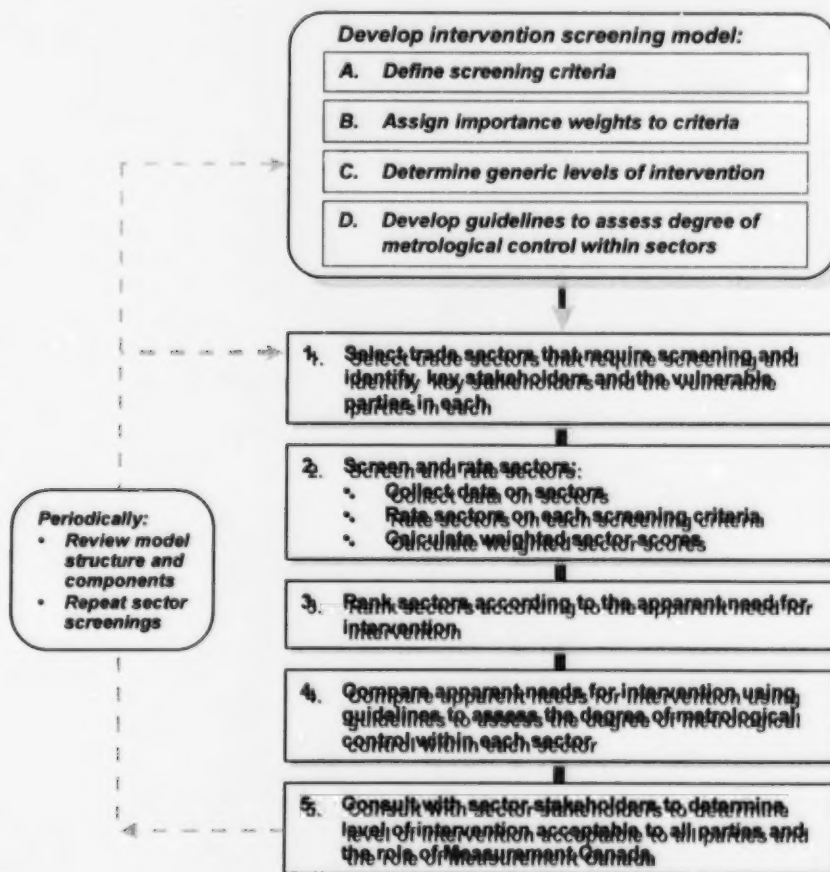 Develop intervention screening model:
A. Define screening criteria
B. Assign importance weights to criteria
C. Determine generic levels of intervention
D. Develop guidelines to assess degree of
metrological control within sectors
1. Select trade sectors that require screening and
identify key stakeholders and the vulnerable
parties in each
2. Screen and rate sectors:
• Collect data on sectors
• Rate sectors on each screening criteria
• Calculate weighted sector scores
3. Rank sectors according to the apparent need for
intervention
4. Compare apparent needs for intervention using
guidelines to assess the degree of metrological
control within each sector
5. Consult with sector stakeholders to determine
level of intervention acceptable to all parties and
the role of Measurement Canada
Periodically:
• Review model
structure and
components
• Repeat sector
screenings